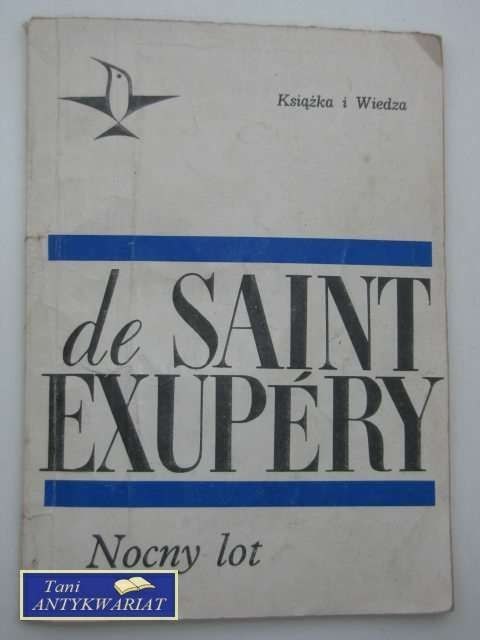 Książka i Wiedza
de SAINT
EXUPÉRY
Nocny lot
Tani
ANTYKWARIAT